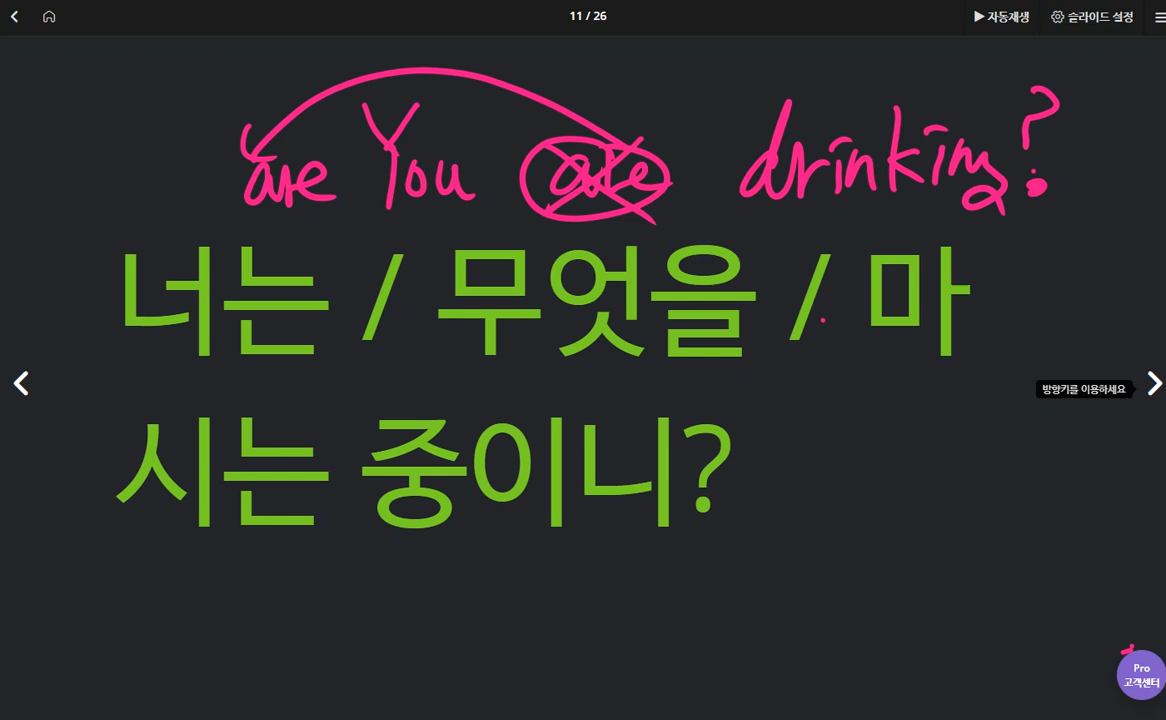 11 / 26
▶ 자동재생
슬라이드 설정
are You are drinking?
너는 / 무엇을 / 마
시는 중이니?
방향키를 이용하세요
Pro
고객센터